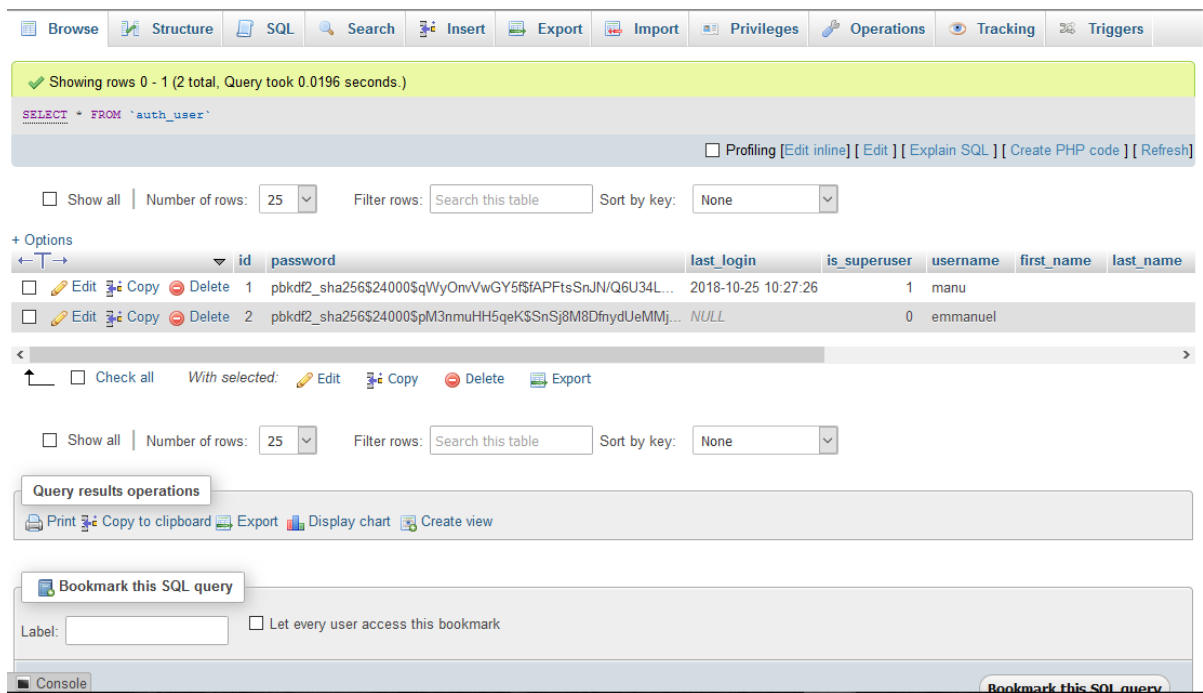 Browse Structure SQL Search Insert Export Import Privileges Operations Tracking Triggers
Showing rows 0 - 1 (2 total, Query took 0.0196 seconds.)
SELECT * FROM `auth_user`
Profiling [Edit inline] [ Edit ] [ Explain SQL ] [ Create PHP code ] [ Refresh]
Show all Number of rows: 25 Filter rows: Search this table Sort by key: None
+ Options
←T→ id password last_login is_superuser username first_name last_name
Edit Copy Delete 1 pbkdf2_sha256$24000$qWyOnvVwGY5f$fAPFtsSnJN/Q6U34L... 2018-10-25 10:27:26 1 manu
Edit Copy Delete 2 pbkdf2_sha256$24000$pM3nmuHH5qeK$SnSj8M8DfnydUeMMj... NULL 0 emmanuel
Check all With selected: Edit Copy Delete Export
Show all Number of rows: 25 Filter rows: Search this table Sort by key: None
Query results operations
Print Copy to clipboard Export Display chart Create view
Bookmark this SQL query
Label: Let every user access this bookmark
Console Bookmark this SQL query